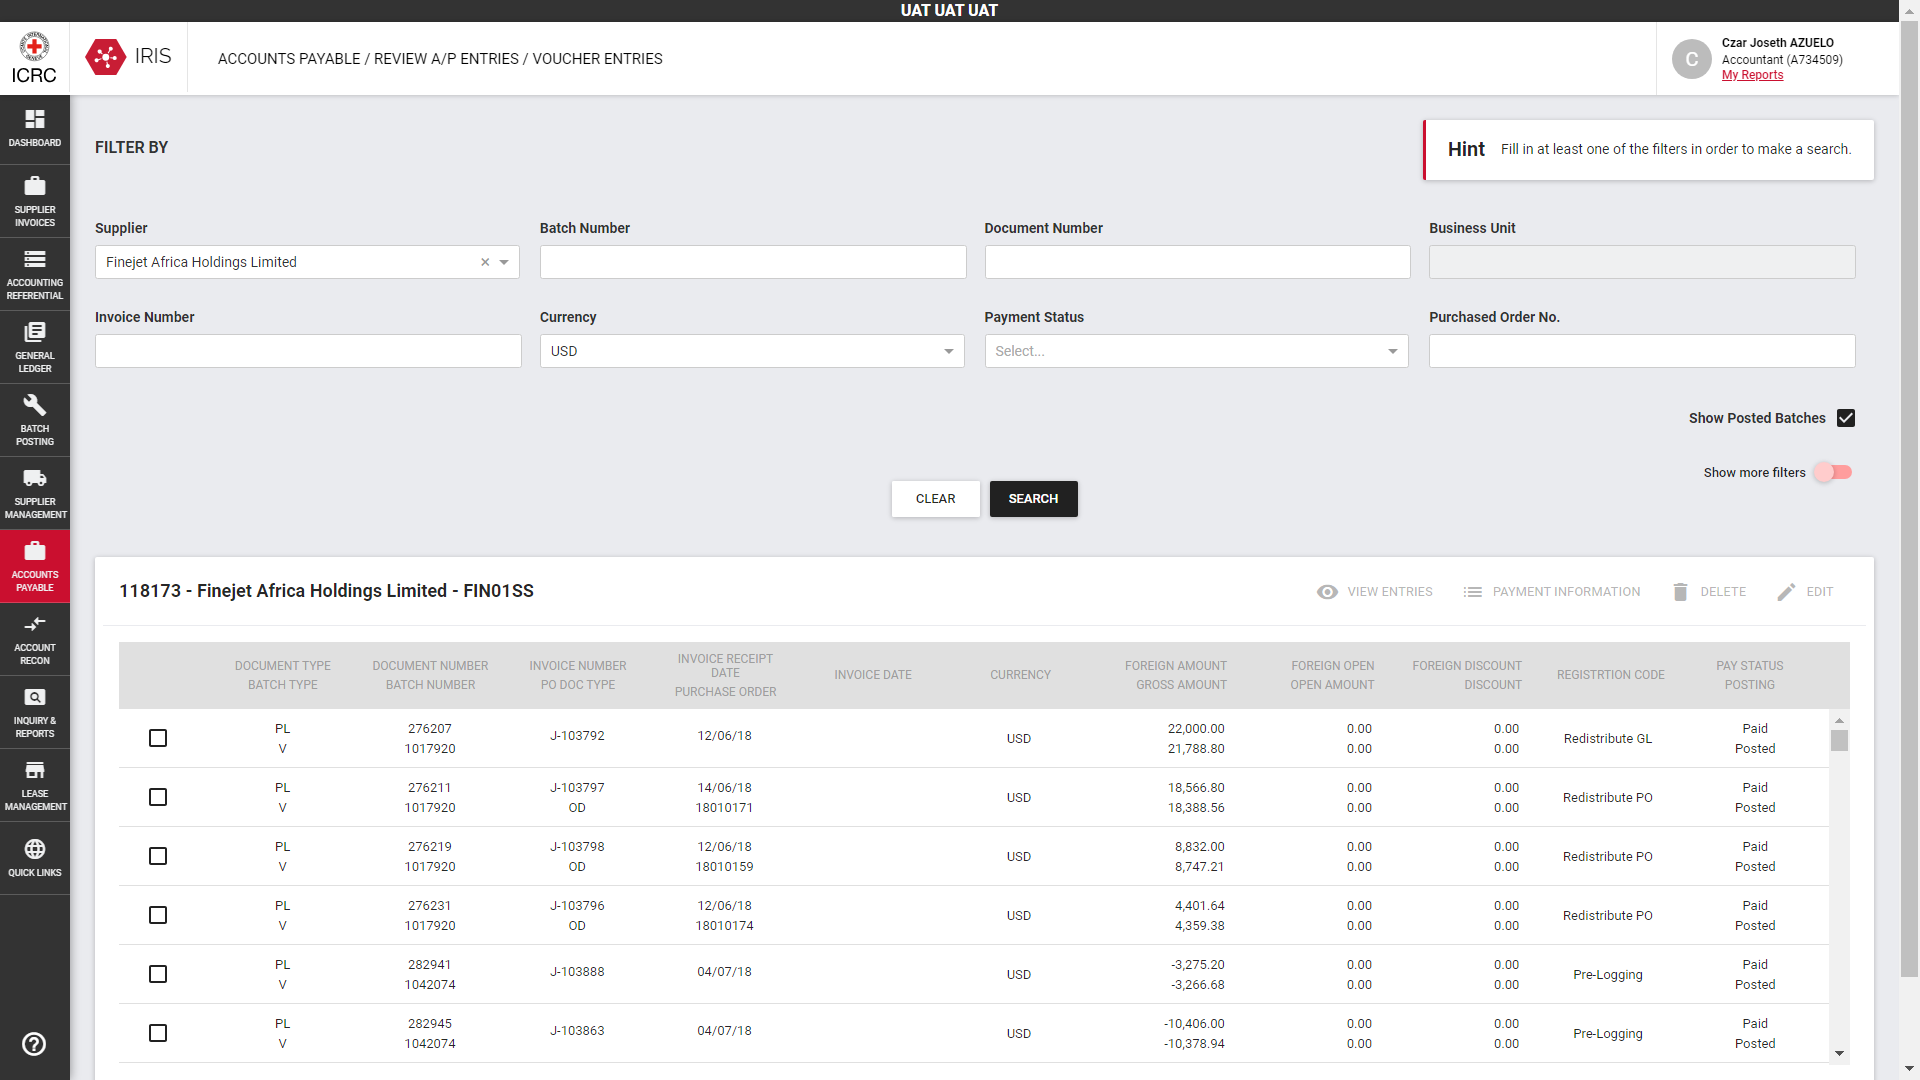 UAT UAT UAT
ICRC
IRIS
ACCOUNTS PAYABLE / REVIEW A/P ENTRIES / VOUCHER ENTRIES
C
Czar Joseth AZUELO
Accountant (A734509)
My Reports
DASHBOARD
SUPPLIER
INVOICES
ACCOUNTING
REFERENTIAL
GENERAL
LEDGER
BATCH
POSTING
SUPPLIER
MANAGEMENT
ACCOUNTS
PAYABLE
ACCOUNT
RECON
INQUIRY &
REPORTS
LEASE
MANAGEMENT
QUICK LINKS
FILTER BY
Hint Fill in at least one of the filters in order to make a search.
Supplier Batch Number Document Number Business Unit
Finejet Africa Holdings Limited
Invoice Number Currency Payment Status Purchased Order No.
USD Select...
Show Posted Batches
Show more filters
CLEAR SEARCH
118173 - Finejet Africa Holdings Limited - FIN01SS
VIEW ENTRIES PAYMENT INFORMATION DELETE EDIT
DOCUMENT TYPE DOCUMENT NUMBER INVOICE NUMBER INVOICE RECEIPT DATE INVOICE DATE CURRENCY FOREIGN AMOUNT FOREIGN OPEN FOREIGN DISCOUNT REGISTRTION CODE PAY STATUS
BATCH TYPE BATCH NUMBER PO DOC TYPE PURCHASE ORDER GROSS AMOUNT OPEN AMOUNT DISCOUNT POSTING
PL 276207 J-103792 12/06/18 USD 22,000.00 0.00 0.00 Redistribute GL Paid
V 1017920 21,788.80 0.00 0.00 Posted
PL 276211 J-103797 14/06/18 USD 18,566.80 0.00 0.00 Redistribute PO Paid
V 1017920 OD 18010171 18,388.56 0.00 0.00 Posted
PL 276219 J-103798 12/06/18 USD 8,832.00 0.00 0.00 Redistribute PO Paid
V 1017920 OD 18010159 8,747.21 0.00 0.00 Posted
PL 276231 J-103796 12/06/18 USD 4,401.64 0.00 0.00 Redistribute PO Paid
V 1017920 OD 18010174 4,359.38 0.00 0.00 Posted
PL 282941 J-103888 04/07/18 USD -3,275.20 0.00 0.00 Pre-Logging Paid
V 1042074 -3,266.68 0.00 0.00 Posted
PL 282945 J-103863 04/07/18 USD -10,406.00 0.00 0.00 Pre-Logging Paid
V 1042074 -10,378.94 0.00 0.00 Posted